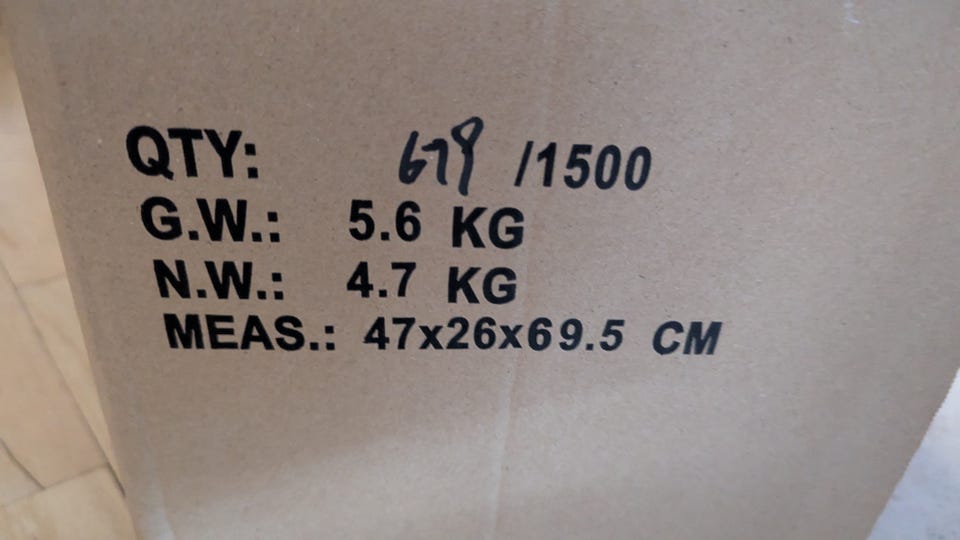 QTY: 679 /1500
G.W.: 5.6 KG
N.W.: 4.7 KG
MEAS.: 47x26x69.5 CM